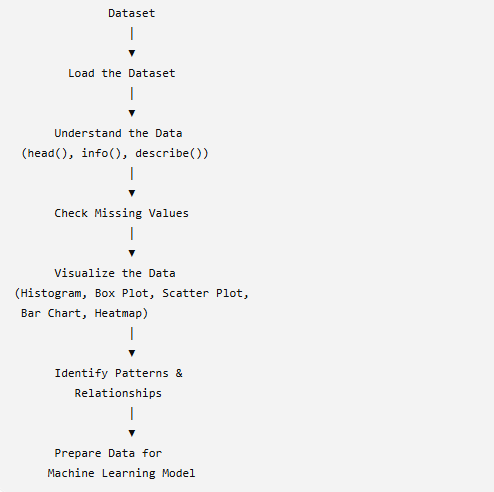 Dataset
│
▼
Load the Dataset
│
▼
Understand the Data
(head(), info(), describe())
│
▼
Check Missing Values
│
▼
Visualize the Data
(Histogram, Box Plot, Scatter Plot,
Bar Chart, Heatmap)
│
▼
Identify Patterns &
Relationships
│
▼
Prepare Data for
Machine Learning Model